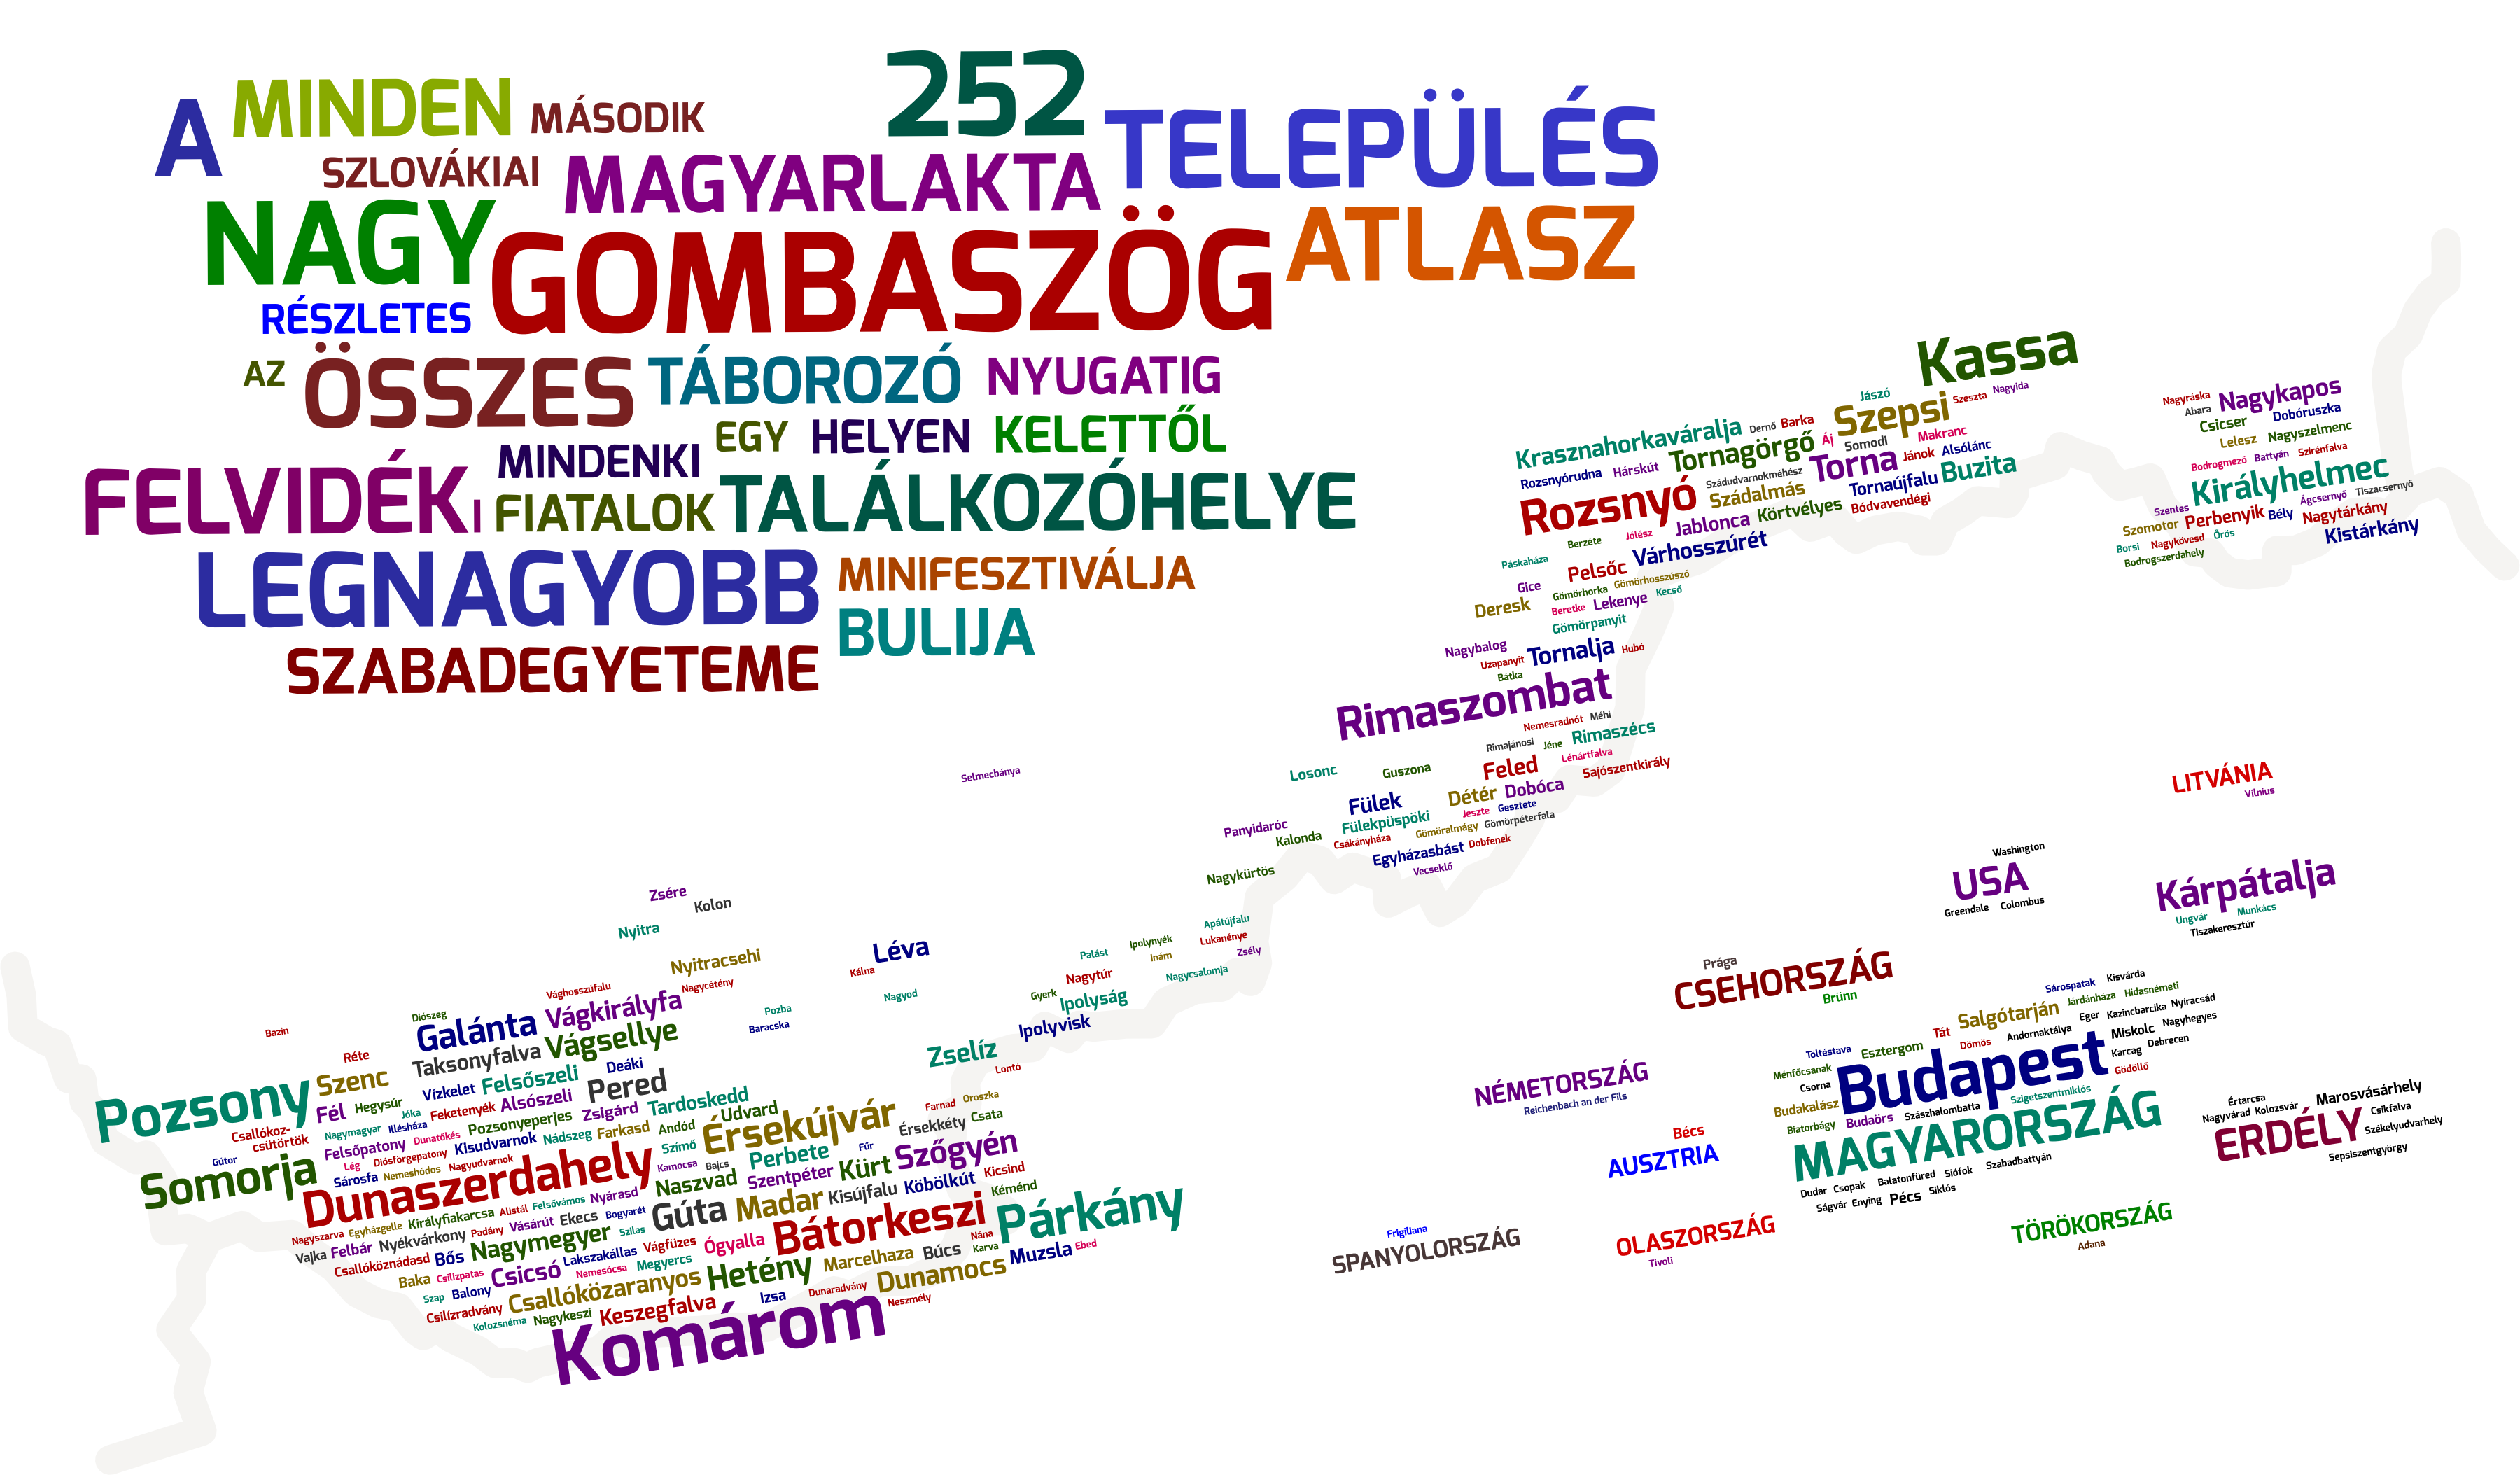 252
A MINDEN MÁSODIK
TELEPÜLÉS
SZLOVÁKIAI MAGYARLAKTA
NAGY GOMBASZÖG ATLASZ
RÉSZLETES
AZ ÖSSZES TÁBOROZÓ NYUGATIG
EGY HELYEN KELETTŐL
MINDENKI
FELVIDÉKI FIATALOK TALÁLKOZÓHELYE
LEGNAGYOBB MINIFESZTIVÁLJA
BULIJA
SZABADEGYETEME
Kassa
Jászó
Szepsi Szeszta Nagyida
Krasznahorkaváralja Dernő Barka
Tornagörgő Áj Somodi Makranc
Rozsnyórudna Hárskút
Torna Jánok Alsólánc
Szádudvarnokméhész
Rozsnyó Szádalmás Tornaújfalu Buzita
Jablonca Körtvélyes Bódvavendégi
Berzéte Jólész
Várhosszúrét
Páskaháza Pelsőc
Gice Gömörhorka Gömörhosszúszó
Deresk Beretke Lekenye Kecső
Gömörpanyit
Nagybalog
Uzapanyit Tornalja Hubó
Bátka
Rimaszombat
Nemesradnót Méhi
Rimajánosi Jéne Rimaszécs
Lénártfalva
Losonc Guszona Feled Sajószentkirály
Fülek Détér Dobóca
Jeszte Gesztete
Panyidaróc Fülekpüspöki
Kalonda Csákányháza Gömöralmágy Gömörpéterfala
Egyházasbást Dobfenek
Nagykürtös Vecseklő
Nagyráska Nagykapos
Abara
Csicser Dobóruszka
Lelesz Nagyszelmenc
Bodrogmező Battyán Szirénfalva
Királyhelmec
Szentes Ágcsernyő Tiszacsernyő
Szomotor Perbenyik Bély Nagytárkány
Borsi Nagykövesd Őrös Kistárkány
Bodrogszerdahely
Selmecbánya
Zsére
Kolon
Nyitra
Nyitracsehi
Léva
Kálna
Apátújfalu
Palást Ipolynyék Lukanénye
Inám Zsély
Nagytúr Nagycsalomja
Gyerk Ipolyság
Ipolyvisk
Vághosszúfalu Nagycétény
Nagyod
Diószeg Vágkirályfa
Pozba
Baracska
Bazin Galánta
Taksonyfalva Vágsellye
Réte Zselíz
Deáki Lontó
Szenc Vízkelet Felsőszeli Pered
Pozsony Fél Hegysúr Jóka Feketenyék Alsószeli
Zsigárd Tardoskedd
Csallóköz-
csütörtök Nagymagyar Illésháza
Udvard Érsekújvár Farnad Oroszka
Dunatőkés Pozsonyeperjes
Felsőpatony Kisudvarnok Nádszeg Farkasd Andód
Érsekkéty Csata
Gútor Lég Diósförgepatony
Szímő Fűr
Somorja Sárosfa Nemeshódos Nagyudvarnok
Kamocsa Bajcs Perbete Szőgyén
Dunaszerdahely
Naszvad Szentpéter Kürt Kicsind
Nagyszarva Egyházgelle Királyfiakarcsa Alistál Felsővámos Nyárasd
Gúta Madar Kisújfalu Köbölkút Kéménd
Vajka Felbár Nyékvárkony Padány Vásárút Ekecs Bogyarét
Bátorkeszi Párkány
Csallóköznádasd Bős Nagymegyer Szilas
Lakszakállas Vágfüzes Ógyalla
Nána
Karva Ebed
Baka Csilizpatas Csicsó Nemesócsa Megyercs
Marcelhaza Búcs Muzsla
Szap Balony Hetény
Csallóközaranyos Dunamocs
Csilizradvány
Izsa Dunaradvány
Kolozsnéma Nagykeszi Keszegfalva
Neszmély
Komárom
LITVÁNIA
Vilnius
Washington
USA
Greendale Colombus
Kárpátalja
Ungvár Munkács
Tiszakeresztúr
Prága
CSEHORSZÁG
Brünn
NÉMETORSZÁG
Reichenbach an der Fils
Bécs
AUSZTRIA
Frigiliana
SPANYOLORSZÁG
OLASZORSZÁG
Tivoli
TÖRÖKORSZÁG
Adana
Sárospatak Kisvárda
Salgótarján Járdánháza Hidasnémeti
Tát Eger Kazincbarcika Nyíracsád
Dömös Andornaktálya Miskolc Nagyhegyes
Töltéstava Esztergom
Karcag Debrecen
Ménfőcsanak Gödöllő
Csorna Budapest
Budakalász Szigetszentmiklós
Biatorbágy Budaörs Százhalombatta
MAGYARORSZÁG
Dudar Csopak Balatonfüred Siófok Szabadbattyán
Ságvár Enying Pécs Siklós
Értarcsa Marosvásárhely
Nagyvárad Kolozsvár Csíkfalva
ERDÉLY Székelyudvarhely
Sepsiszentgyörgy